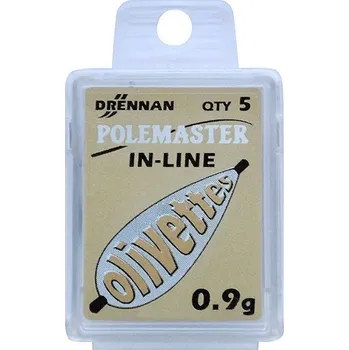 DRENNAN QTY 5
POLEMASTER
IN-LINE
olivettes
0.9g